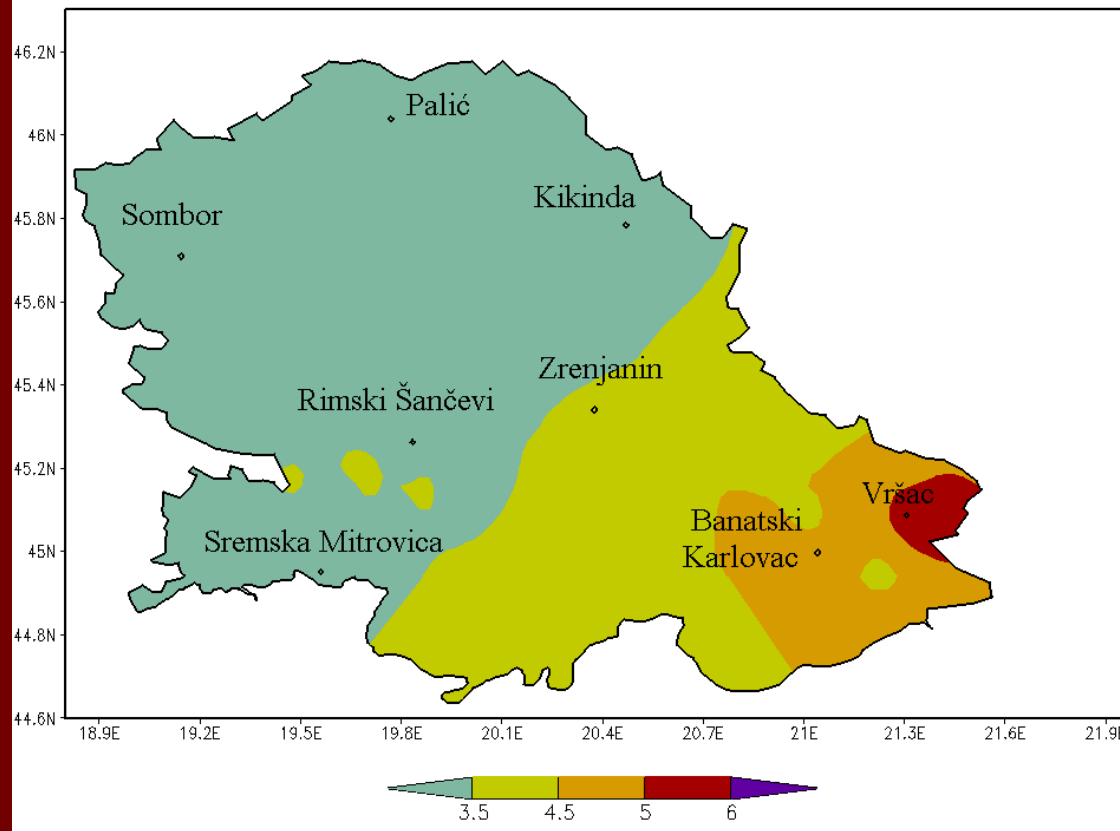 46.2N
46N
45.8N
45.6N
45.4N
45.2N
45N
44.8N
44.6N
Palić
Kikinda
Sombor
Zrenjanin
Rimski Šančevi
Vršac
Banatski
Karlovac
Sremska Mitrovica
18.9E 19.2E 19.5E 19.8E 20.1E 20.4E 20.7E 21E 21.3E 21.6E 21.9E
3.5 4.5 5 6